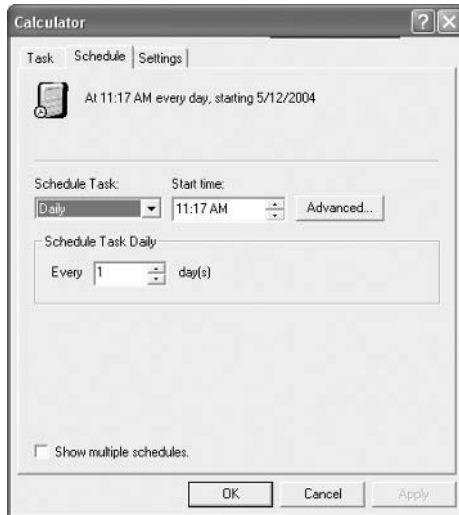 Calculator
Task Schedule Settings
At 11:17 AM every day, starting 5/12/2004
Schedule Task: Start time:
Daily 11:17 AM Advanced...
Schedule Task Daily
Every 1 day(s)
Show multiple schedules.
OK Cancel Apply